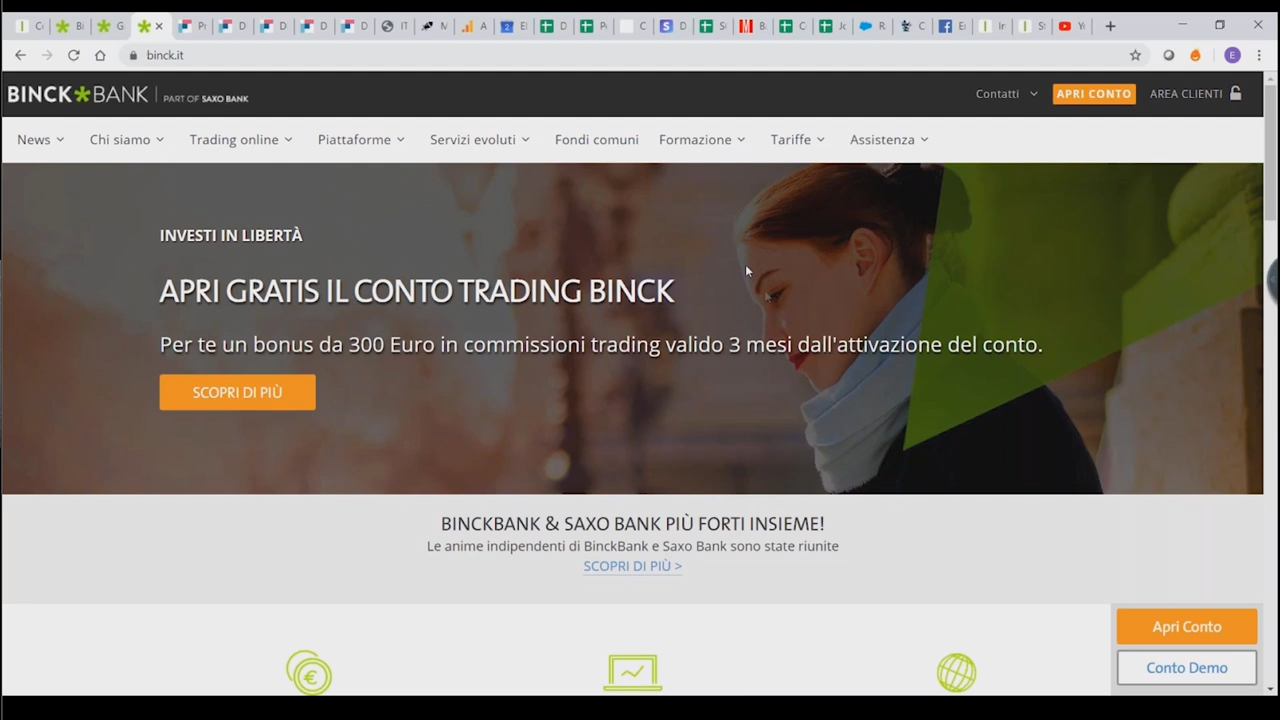 binck.it
E
BINCK BANK | PART OF SAXO BANK
Contatti
APRI CONTO
AREA CLIENTI
News
Chi siamo
Trading online
Piattaforme
Servizi evoluti
Fondi comuni
Formazione
Tariffe
Assistenza
INVESTI IN LIBERTÀ
APRI GRATIS IL CONTO TRADING BINCK
Per te un bonus da 300 Euro in commissioni trading valido 3 mesi dall'attivazione del conto.
SCOPRI DI PIÙ
BINCKBANK & SAXO BANK PIÙ FORTI INSIEME!
Le anime indipendenti di BinckBank e Saxo Bank sono state riunite
SCOPRI DI PIÙ >
Apri Conto
Conto Demo